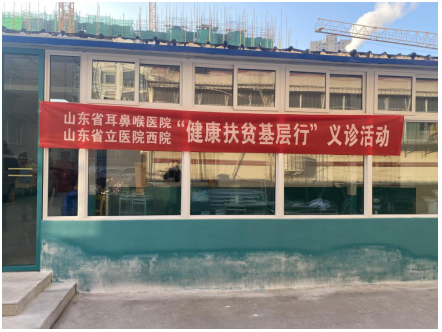 山东省耳鼻喉医院
山东省立医院西院
“健康扶贫基层行”义诊活动